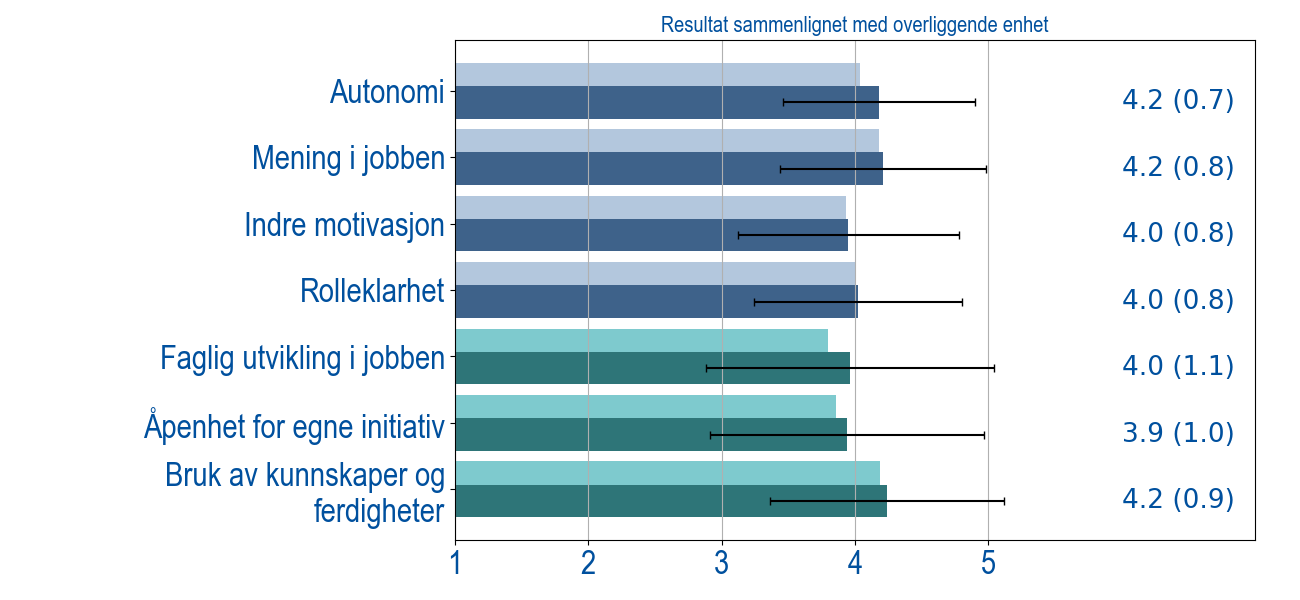 Resultat sammenlignet med overliggende enhet
Autonomi 4.2 (0.7)
Mening i jobben 4.2 (0.8)
Indre motivasjon 4.0 (0.8)
Rolleklarhet 4.0 (0.8)
Faglig utvikling i jobben 4.0 (1.1)
Åpenhet for egne initiativ 3.9 (1.0)
Bruk av kunnskaper og
ferdigheter 4.2 (0.9)
1 2 3 4 5